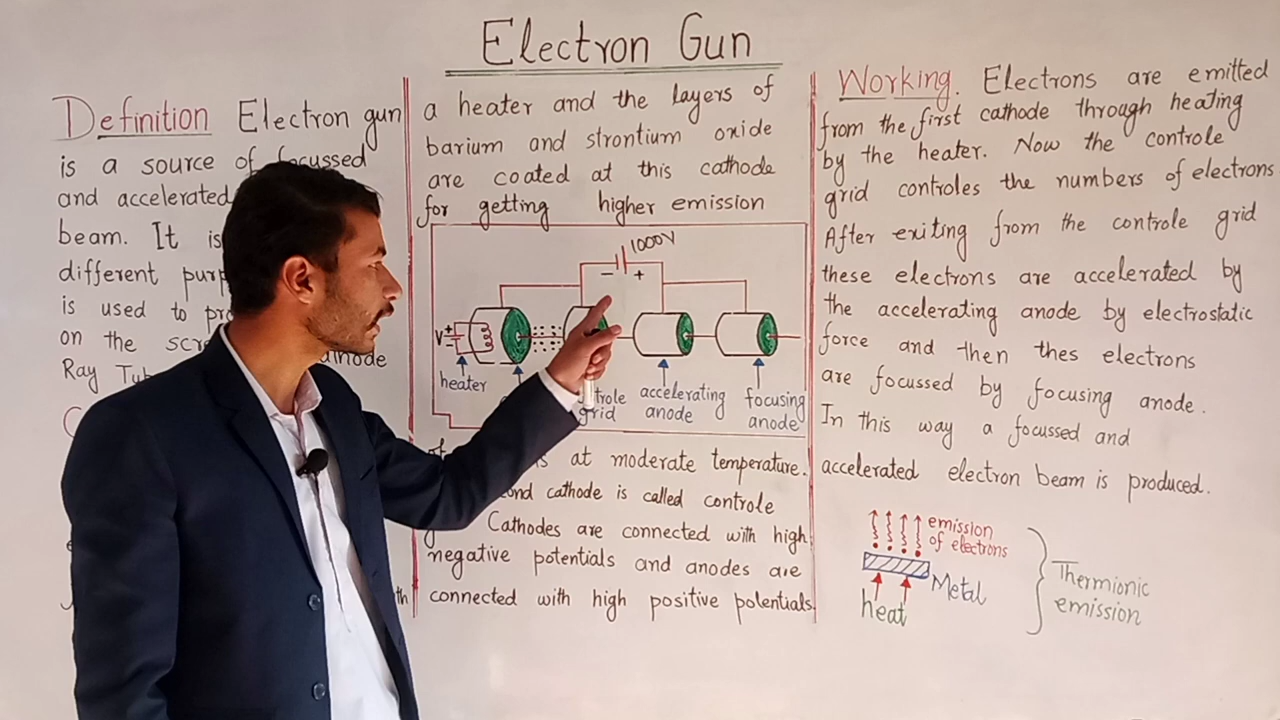 Electron Gun
Definition Electron gun
is a source of focussed
and accelerated
beam. It is
different
is used to
on the
Ray
a heater and the layers of
barium and strontium oxide
are coated at this cathode
for getting higher emission
1000V
− +
V + −
heater
grid
accelerating
anode
focusing
anode
at moderate temperature.
cathode is called controle
Cathodes are connected with high
negative potentials and anodes are
connected with high positive potentials
Working. Electrons are emitted
from the first cathode through heating
by the heater. Now the controle
grid controles the numbers of electrons
After exiting from the controle grid
these electrons are accelerated by
the accelerating anode by electrostatic
force and then thes electrons
are focussed by focusing anode.
In this way a focussed and
accelerated electron beam is produced.
emission
of electrons
Metal
heat
Thermionic
emission